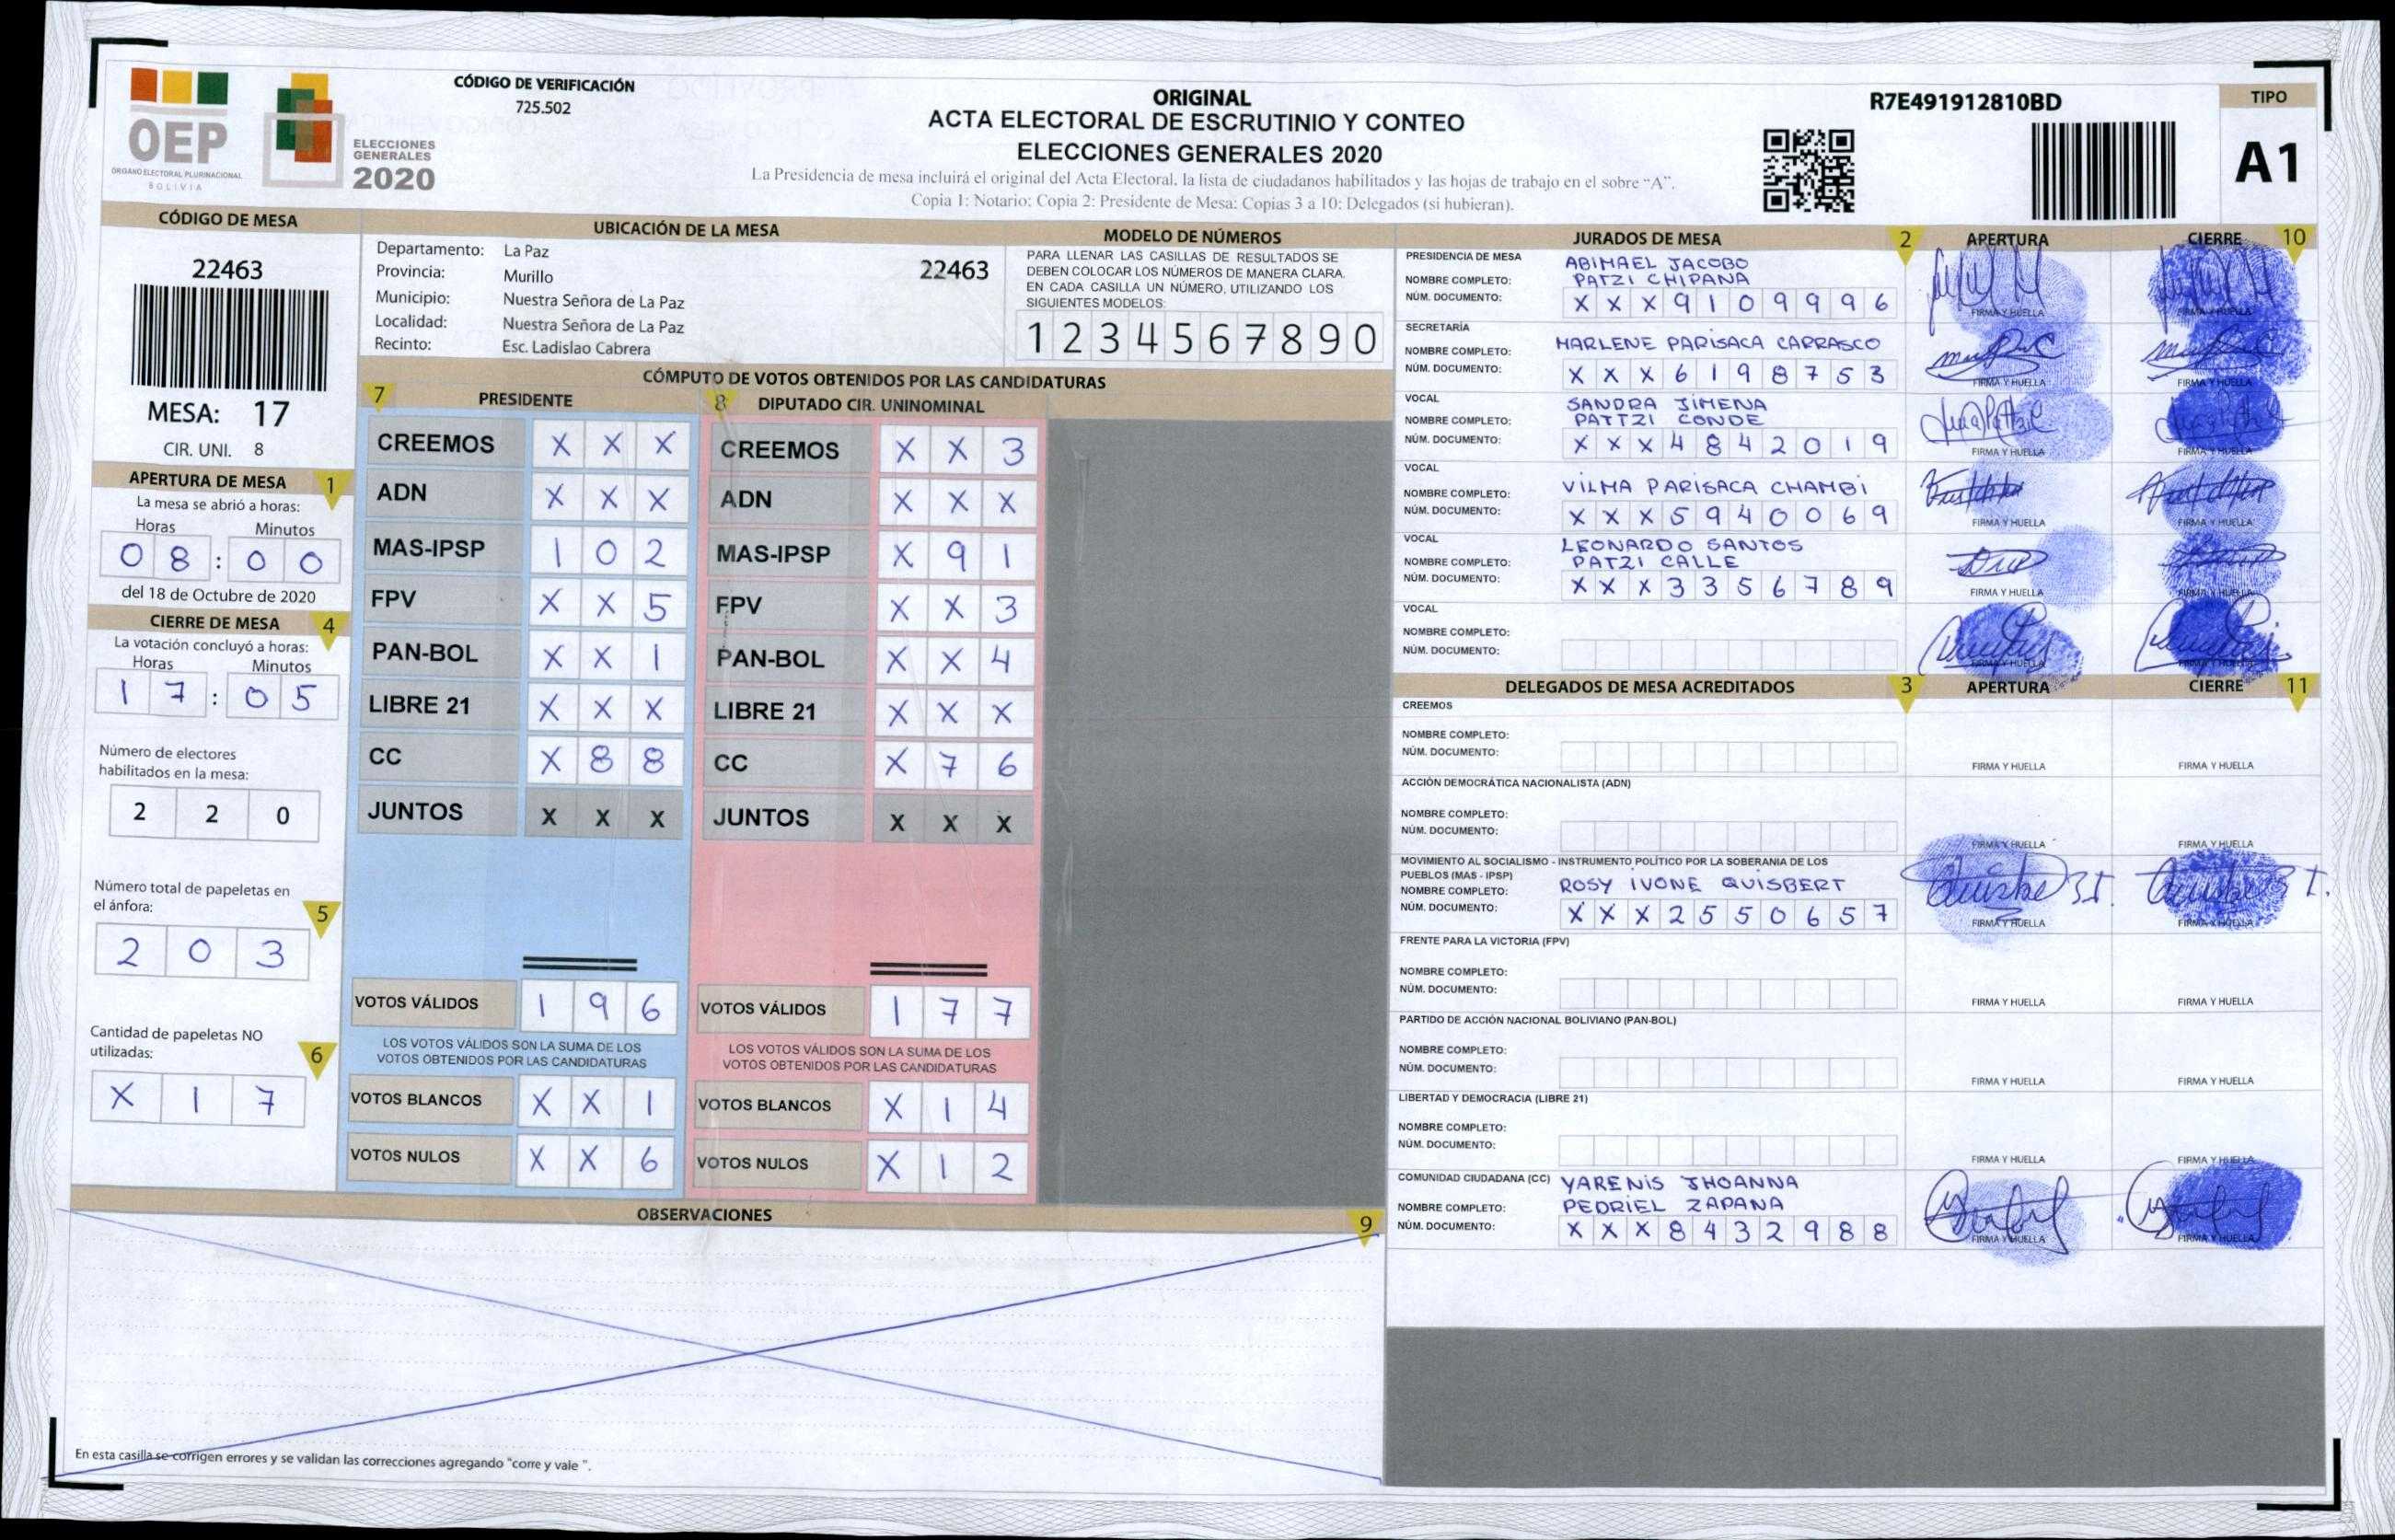 CÓDIGO DE VERIFICACIÓN
725.502
OEP
ÓRGANO ELECTORAL PLURINACIONAL
BOLIVIA
ELECCIONES
GENERALES
2020
ORIGINAL
ACTA ELECTORAL DE ESCRUTINIO Y CONTEO
ELECCIONES GENERALES 2020
La Presidencia de mesa incluirá el original del Acta Electoral, la lista de ciudadanos habilitados y las hojas de trabajo en el sobre “A”.
Copia 1: Notario: Copia 2: Presidente de Mesa: Copias 3 a 10: Delegados (si hubieran).
R7E491912810BD
TIPO
A1
CÓDIGO DE MESA
22463
MESA: 17
CIR. UNI. 8
APERTURA DE MESA 1
La mesa se abrió a horas:
Horas Minutos
0 8 : 0 0
del 18 de Octubre de 2020
CIERRE DE MESA 4
La votación concluyó a horas:
Horas Minutos
1 7 : 0 5
Número de electores
habilitados en la mesa:
2 2 0
Número total de papeletas en
el ánfora: 5
2 0 3
Cantidad de papeletas NO
utilizadas: 6
X 1 7
UBICACIÓN DE LA MESA
Departamento: La Paz
22463
Provincia: Murillo
Municipio: Nuestra Señora de La Paz
Localidad: Nuestra Señora de La Paz
Recinto: Esc. Ladislao Cabrera
MODELO DE NÚMEROS
PARA LLENAR LAS CASILLAS DE RESULTADOS SE
DEBEN COLOCAR LOS NÚMEROS DE MANERA CLARA.
EN CADA CASILLA UN NÚMERO, UTILIZANDO LOS
SIGUIENTES MODELOS:
1 2 3 4 5 6 7 8 9 0
CÓMPUTO DE VOTOS OBTENIDOS POR LAS CANDIDATURAS
7 PRESIDENTE
CREEMOS X X X
ADN X X X
MAS-IPSP 1 0 2
FPV X X 5
PAN-BOL X X 1
LIBRE 21 X X X
CC X 8 8
JUNTOS X X X
VOTOS VÁLIDOS 1 9 6
LOS VOTOS VÁLIDOS SON LA SUMA DE LOS
VOTOS OBTENIDOS POR LAS CANDIDATURAS
VOTOS BLANCOS X X 1
VOTOS NULOS X X 6
8 DIPUTADO CIR. UNINOMINAL
CREEMOS X X 3
ADN X X X
MAS-IPSP X 9 1
FPV X X 3
PAN-BOL X X 4
LIBRE 21 X X X
CC X 7 6
JUNTOS X X X
VOTOS VÁLIDOS 1 7 7
LOS VOTOS VÁLIDOS SON LA SUMA DE LOS
VOTOS OBTENIDOS POR LAS CANDIDATURAS
VOTOS BLANCOS X 1 4
VOTOS NULOS X 1 2
OBSERVACIONES 9
En esta casilla se corrigen errores y se validan las correcciones agregando "corre y vale ".
JURADOS DE MESA 2 APERTURA CIERRE 10
PRESIDENCIA DE MESA
NOMBRE COMPLETO: ABIMAEL JACOBO
PATZI CHIPANA
NÚM. DOCUMENTO: X X X 9 1 0 9 9 9 6
FIRMA Y HUELLA FIRMA Y HUELLA
SECRETARÍA
NOMBRE COMPLETO: MARLENE PARISACA CARRASCO
NÚM. DOCUMENTO: X X X 6 1 9 8 7 5 3
FIRMA Y HUELLA FIRMA Y HUELLA
VOCAL
NOMBRE COMPLETO: SANDRA JIMENA
PATTZI CONDE
NÚM. DOCUMENTO: X X X 4 8 4 2 0 1 9
FIRMA Y HUELLA FIRMA Y HUELLA
VOCAL
NOMBRE COMPLETO: VILMA PARISACA CHAMBI
NÚM. DOCUMENTO: X X X 5 9 4 0 0 6 9
FIRMA Y HUELLA FIRMA Y HUELLA
VOCAL
NOMBRE COMPLETO: LEONARDO SANTOS
PATZI CALLE
NÚM. DOCUMENTO: X X X 3 3 5 6 7 8 9
FIRMA Y HUELLA FIRMA Y HUELLA
VOCAL
NOMBRE COMPLETO:
NÚM. DOCUMENTO:
FIRMA Y HUELLA FIRMA Y HUELLA
DELEGADOS DE MESA ACREDITADOS 3 APERTURA CIERRE 11
CREEMOS
NOMBRE COMPLETO:
NÚM. DOCUMENTO:
FIRMA Y HUELLA FIRMA Y HUELLA
ACCIÓN DEMOCRÁTICA NACIONALISTA (ADN)
NOMBRE COMPLETO:
NÚM. DOCUMENTO:
FIRMA Y HUELLA FIRMA Y HUELLA
MOVIMIENTO AL SOCIALISMO - INSTRUMENTO POLÍTICO POR LA SOBERANIA DE LOS
PUEBLOS (MAS - IPSP)
NOMBRE COMPLETO: ROSY IVONE QUISBERT
NÚM. DOCUMENTO: X X X 2 5 5 0 6 5 7
FIRMA Y HUELLA FIRMA Y HUELLA
FRENTE PARA LA VICTORIA (FPV)
NOMBRE COMPLETO:
NÚM. DOCUMENTO:
FIRMA Y HUELLA FIRMA Y HUELLA
PARTIDO DE ACCIÓN NACIONAL BOLIVIANO (PAN-BOL)
NOMBRE COMPLETO:
NÚM. DOCUMENTO:
FIRMA Y HUELLA FIRMA Y HUELLA
LIBERTAD Y DEMOCRACIA (LIBRE 21)
NOMBRE COMPLETO:
NÚM. DOCUMENTO:
FIRMA Y HUELLA FIRMA Y HUELLA
COMUNIDAD CIUDADANA (CC)
NOMBRE COMPLETO: YARENIS JHOANNA
PEDRIEL ZAPANA
NÚM. DOCUMENTO: X X X 8 4 3 2 9 8 8
FIRMA Y HUELLA FIRMA Y HUELLA